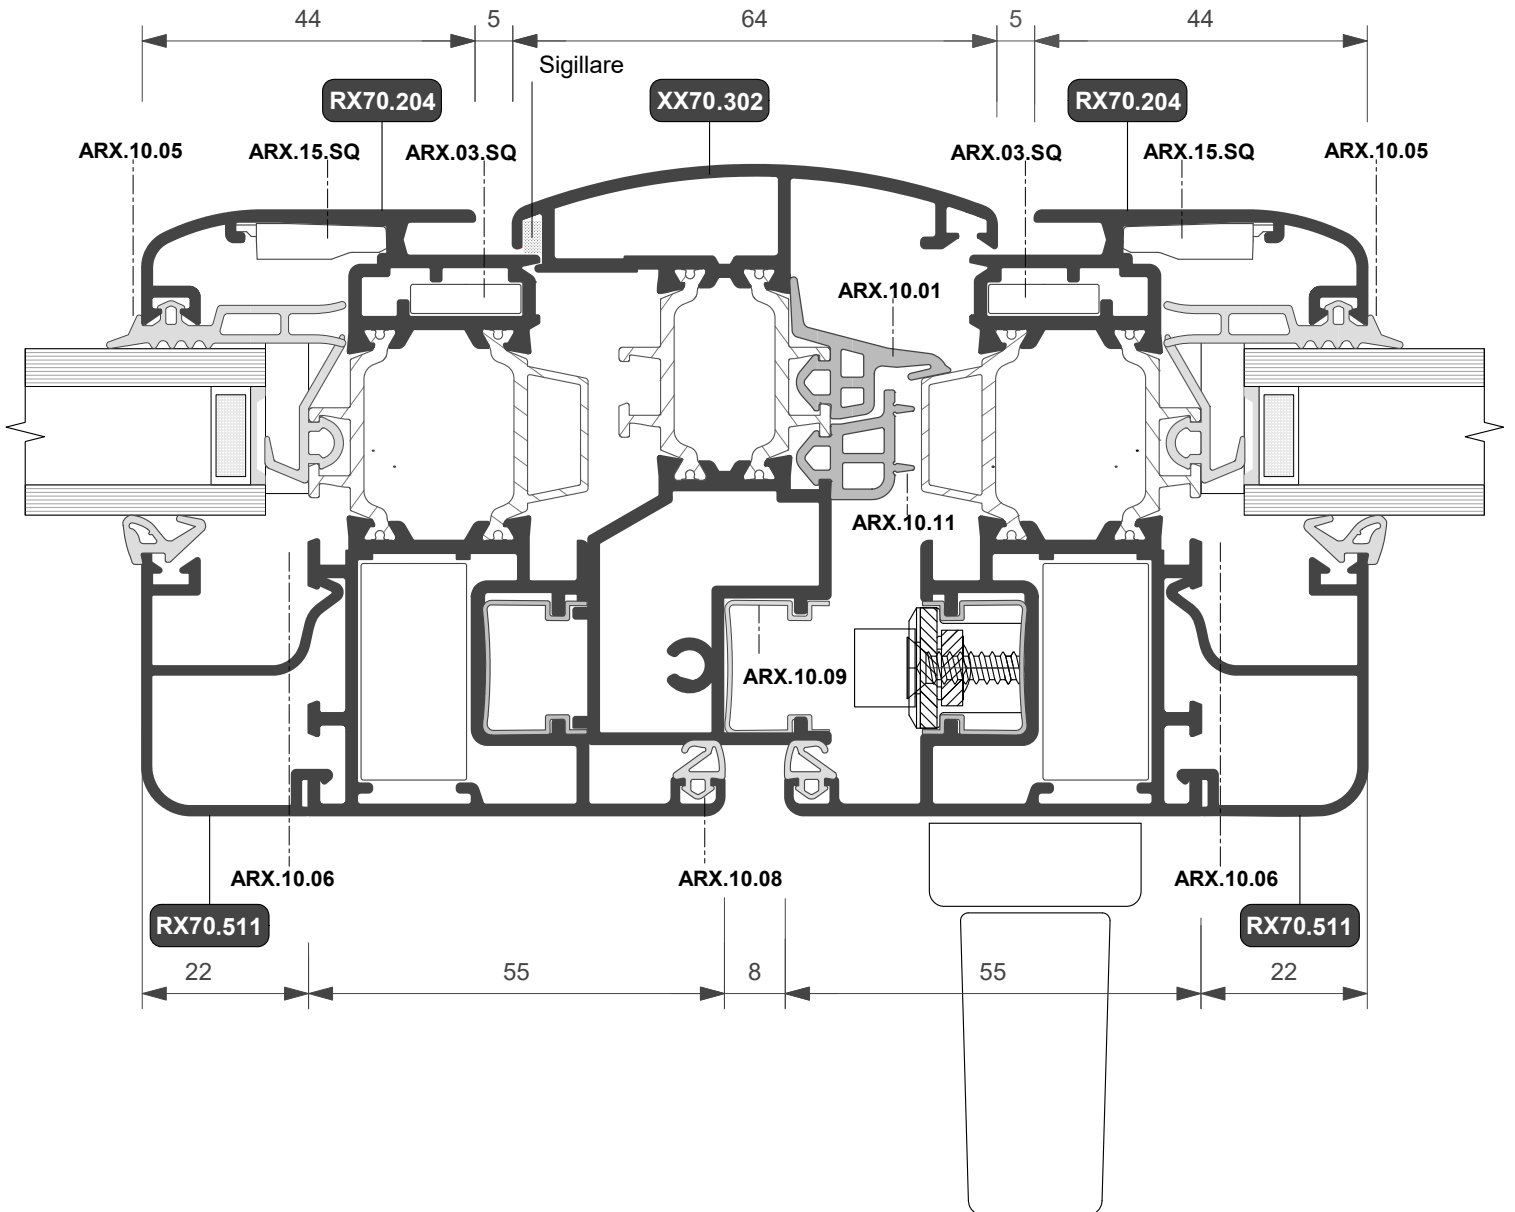 44 5 64 5 44
Sigillare
RX70.204 XX70.302 RX70.204
ARX.10.05 ARX.15.SQ ARX.03.SQ ARX.03.SQ ARX.15.SQ ARX.10.05
ARX.10.01
ARX.10.11
ARX.10.09
ARX.10.06 ARX.10.08 ARX.10.06
RX70.511 RX70.511
22 55 8 55 22